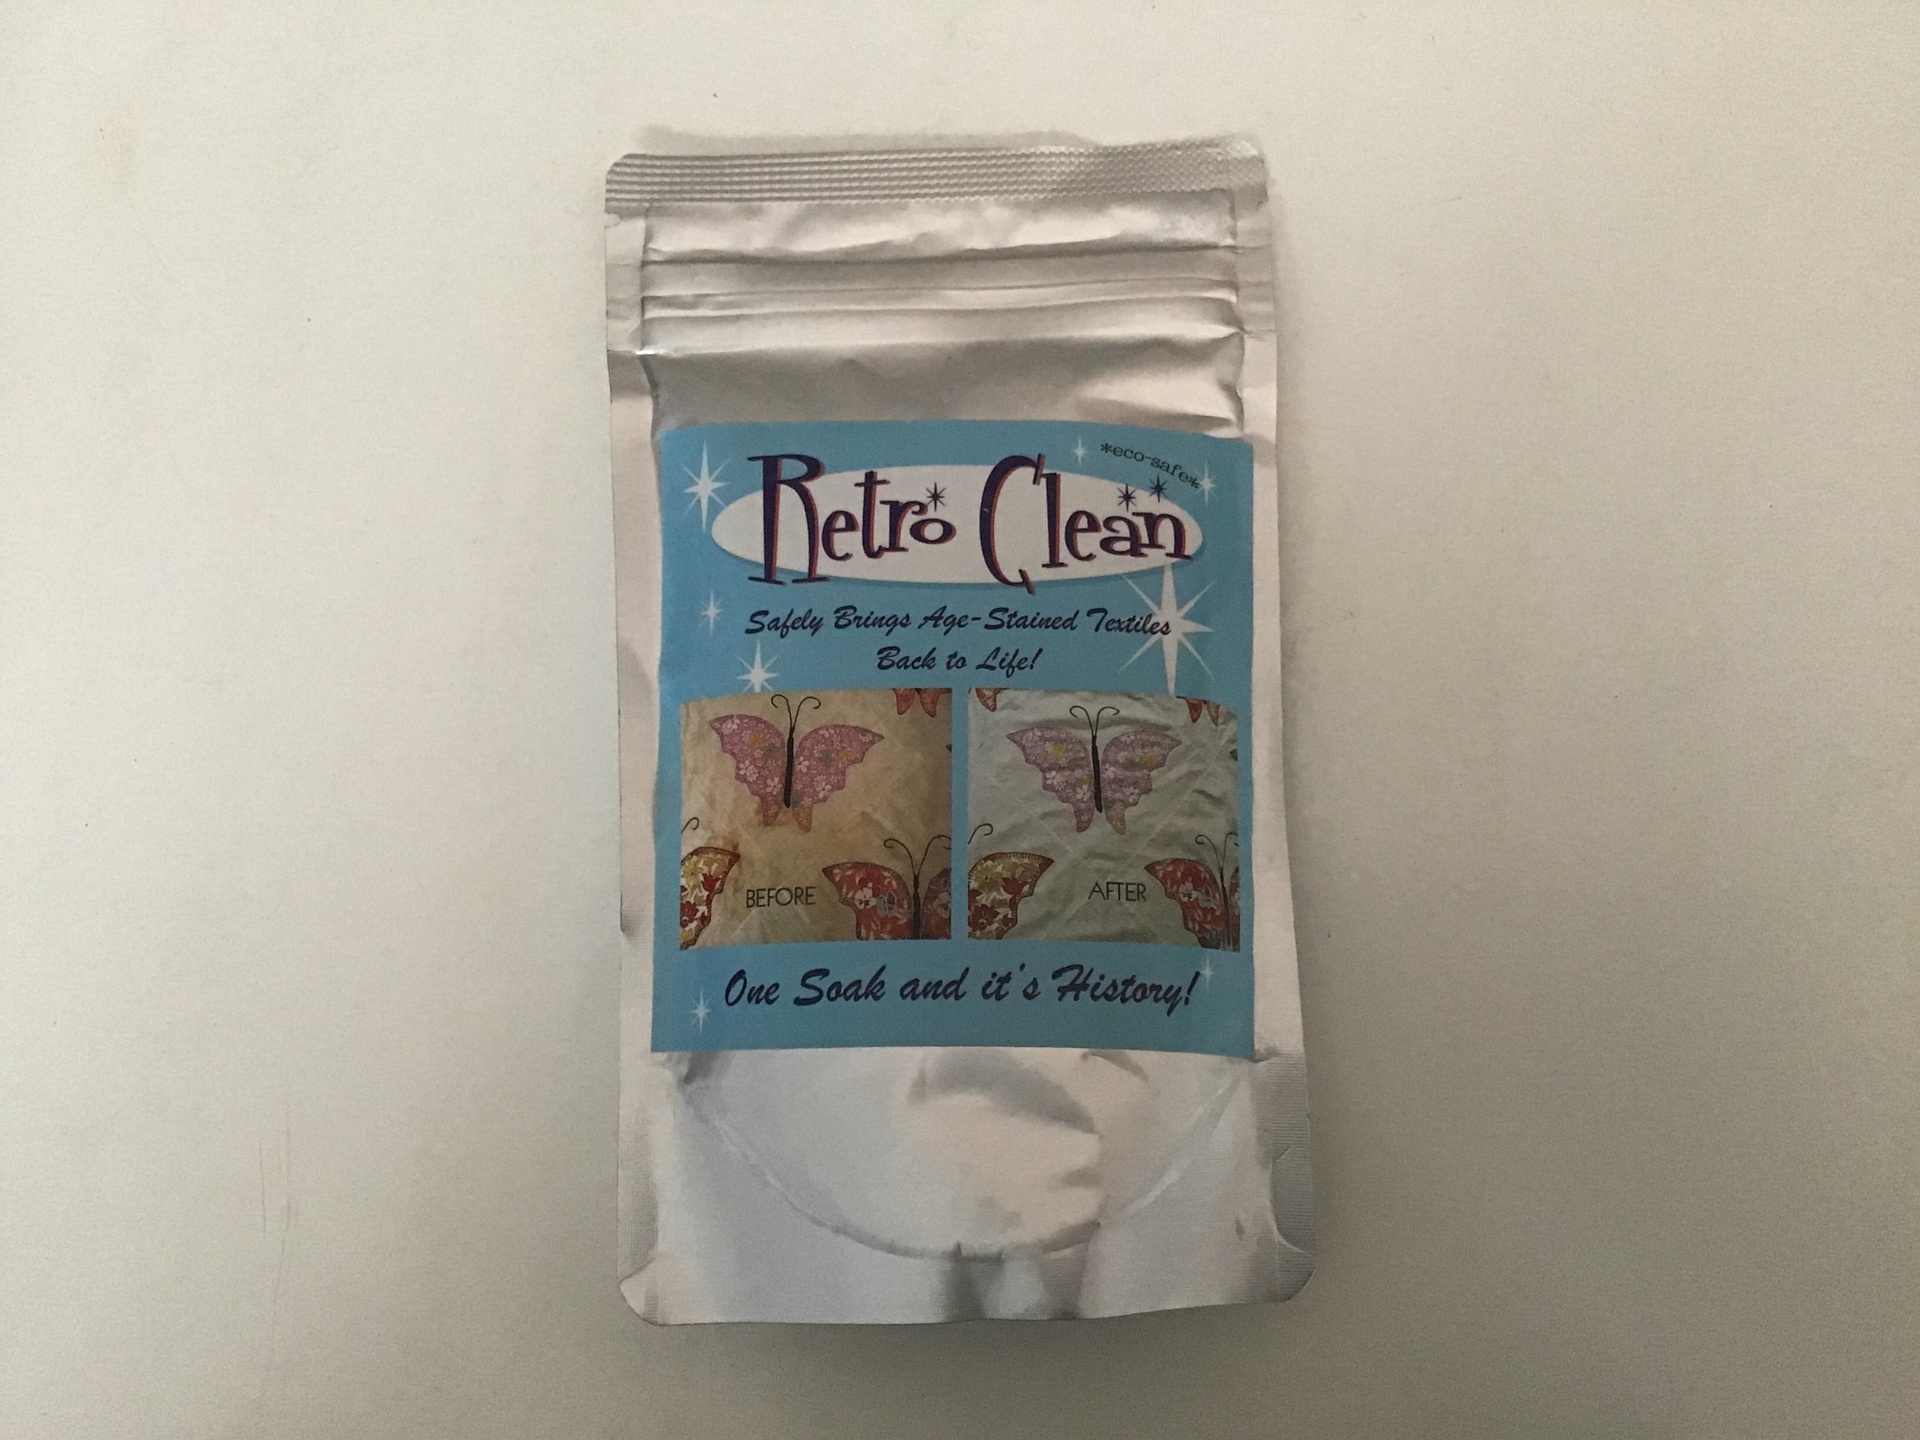 *eco-safe*
Retro Clean
Safely Brings Age-Stained Textiles
Back to Life!
BEFORE
AFTER
One Soak and it's History!